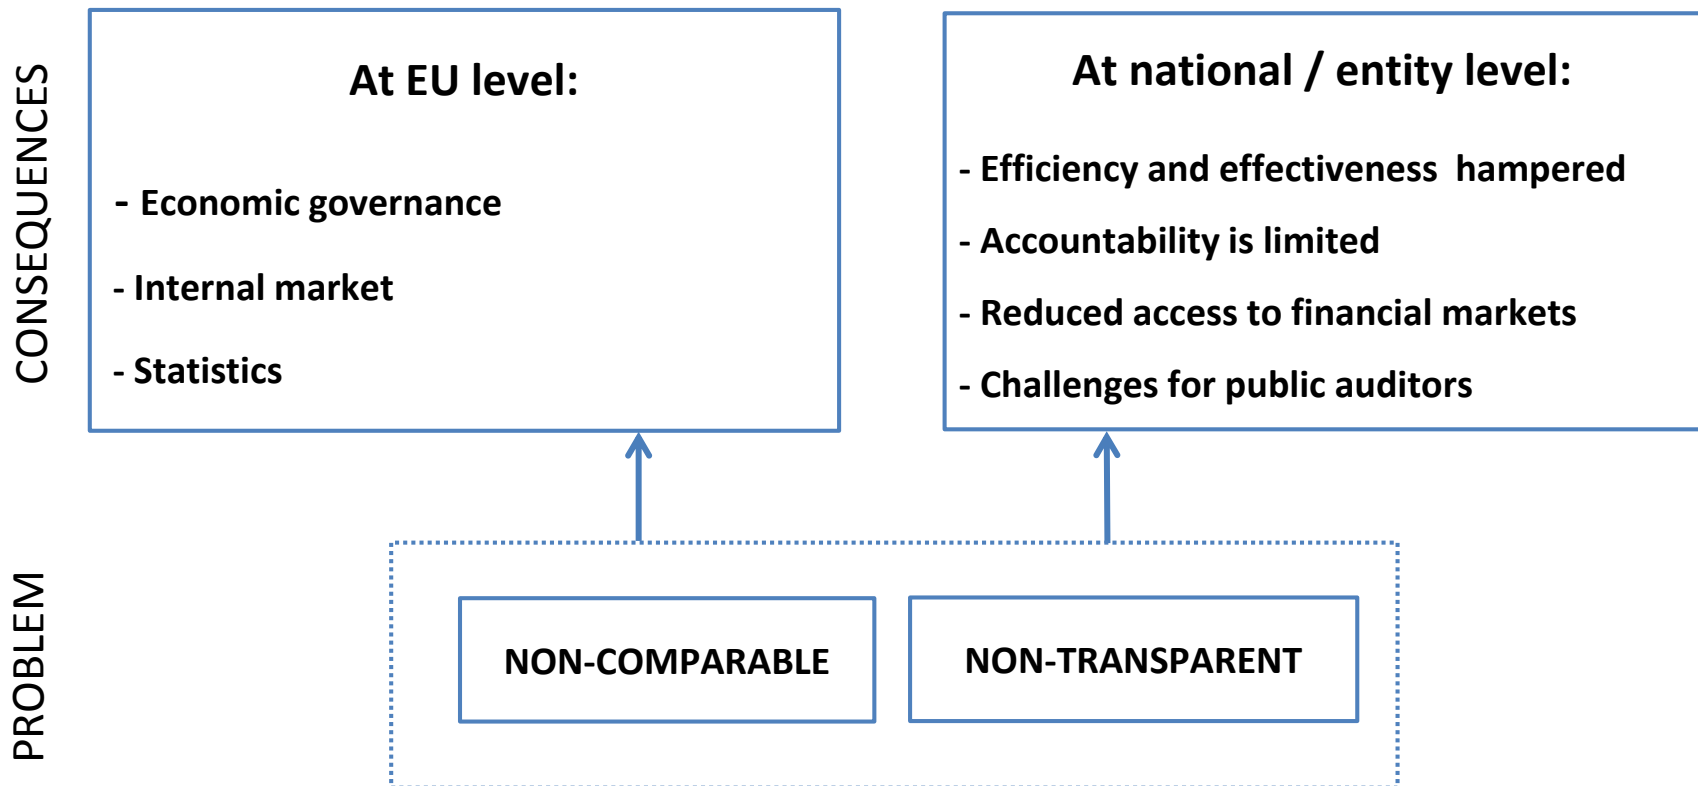 CONSEQUENCES
At EU level:
- Economic governance
- Internal market
- Statistics
At national / entity level:
- Efficiency and effectiveness  hampered
- Accountability is limited
- Reduced access to financial markets
- Challenges for public auditors
PROBLEM
NON-COMPARABLE
NON-TRANSPARENT